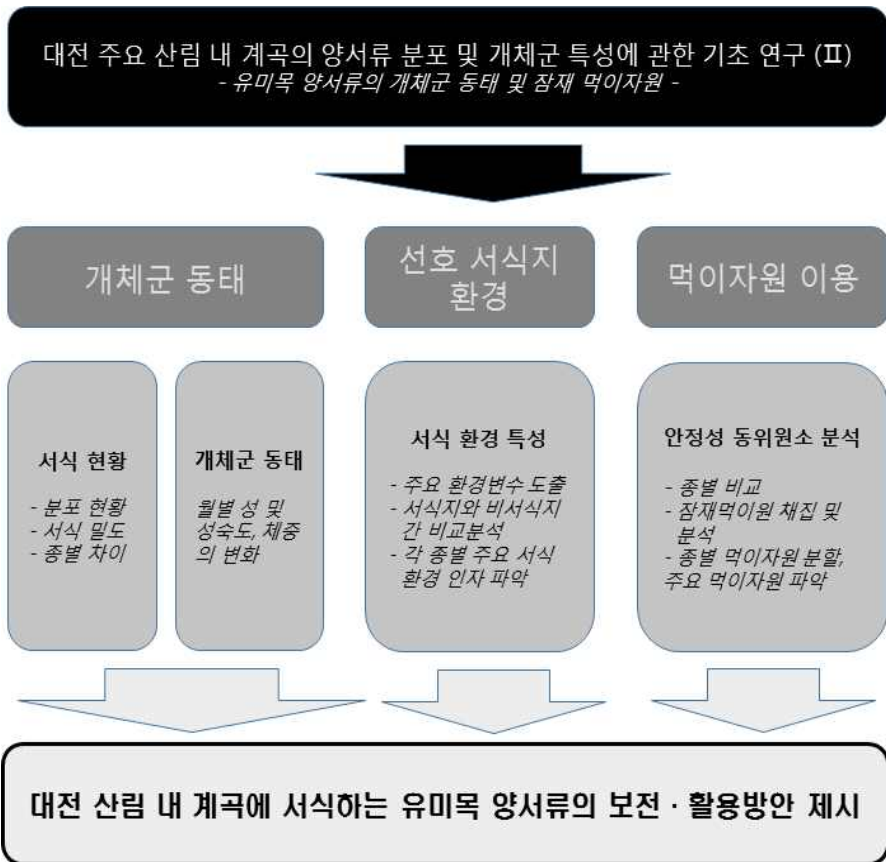 대전 주요 산림 내 계곡의 양서류 분포 및 개체군 특성에 관한 기초 연구 (Ⅱ)
- 유미목 양서류의 개체군 동태 및 잠재 먹이자원 -
개체군 동태
선호 서식지
환경
먹이자원 이용
서식 현황
- 분포 현황
- 서식 밀도
- 종별 차이
개체군 동태
월별 성 및
성숙도, 체중
의 변화
서식 환경 특성
- 주요 환경변수 도출
- 서식지와 비서식지
간 비교분석
- 각 종별 주요 서식
환경 인자 파악
안정성 동위원소 분석
- 종별 비교
- 잠재먹이원 채집 및
분석
- 종별 먹이자원 분할,
주요 먹이자원 파악
대전 산림 내 계곡에 서식하는 유미목 양서류의 보전 · 활용방안 제시